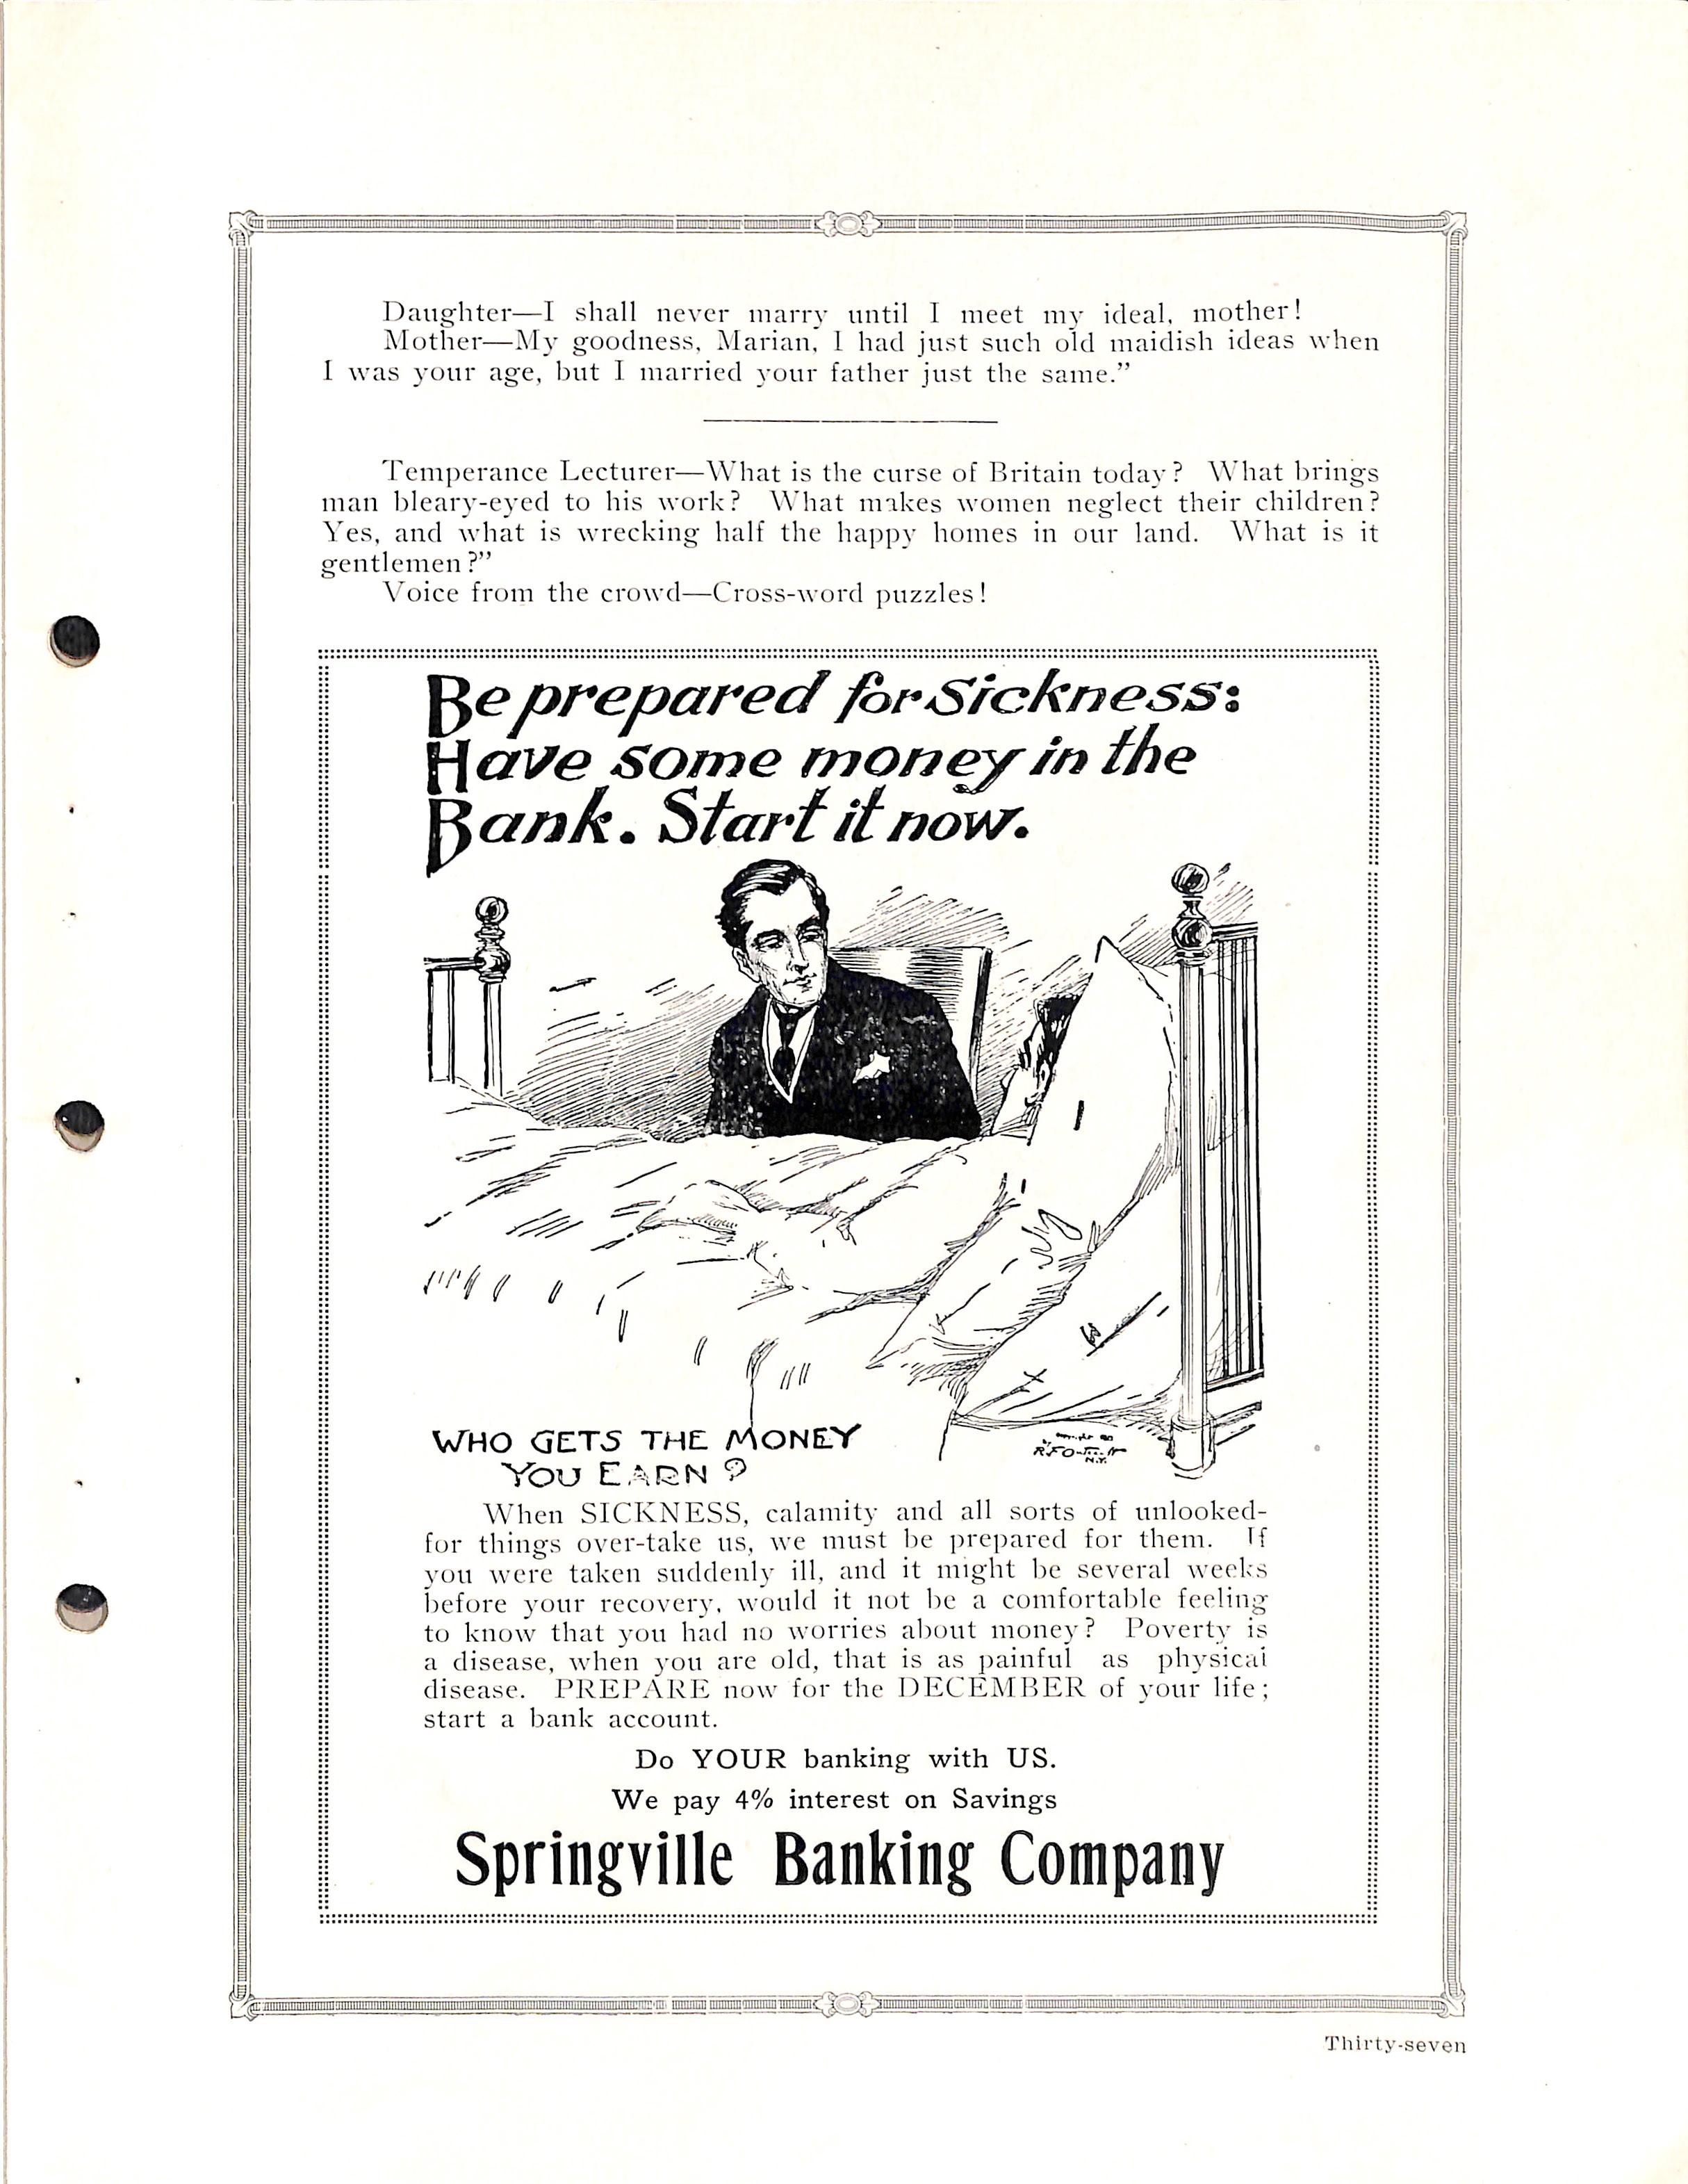 Daughter—I shall never marry until I meet my ideal, mother!
Mother—My goodness, Marian, I had just such old maidish ideas when
I was your age, but I married your father just the same.”
Temperance Lecturer—What is the curse of Britain today? What brings
man bleary-eyed to his work? What makes women neglect their children?
Yes, and what is wrecking half the happy homes in our land. What is it
gentlemen?”
Voice from the crowd—Cross-word puzzles!
Be prepared for Sickness:
Have some money in the
Bank. Start it now.
WHO GETS THE MONEY
YOU EARN?
by
R F Outcault
N.Y.
When SICKNESS, calamity and all sorts of unlooked-
for things over-take us, we must be prepared for them. If
you were taken suddenly ill, and it might be several weeks
before your recovery, would it not be a comfortable feeling
to know that you had no worries about money? Poverty is
a disease, when you are old, that is as painful as physical
disease. PREPARE now for the DECEMBER of your life;
start a bank account.
Do YOUR banking with US.
We pay 4% interest on Savings
Springville Banking Company
Thirty-seven